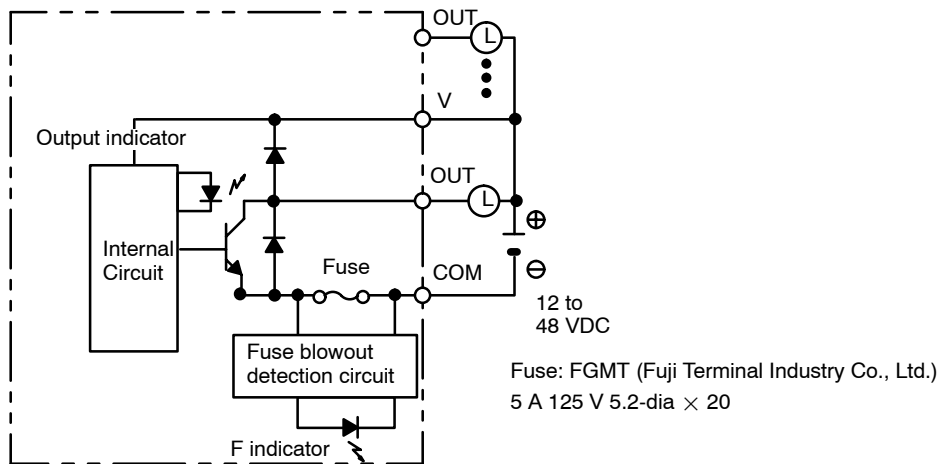 OUT
L
V
Output indicator
OUT
L
⊕
Internal
Circuit
Fuse
COM
⊖
12 to
48 VDC
Fuse blowout
detection circuit
Fuse: FGMT (Fuji Terminal Industry Co., Ltd.)
5 A 125 V 5.2-dia × 20
F indicator